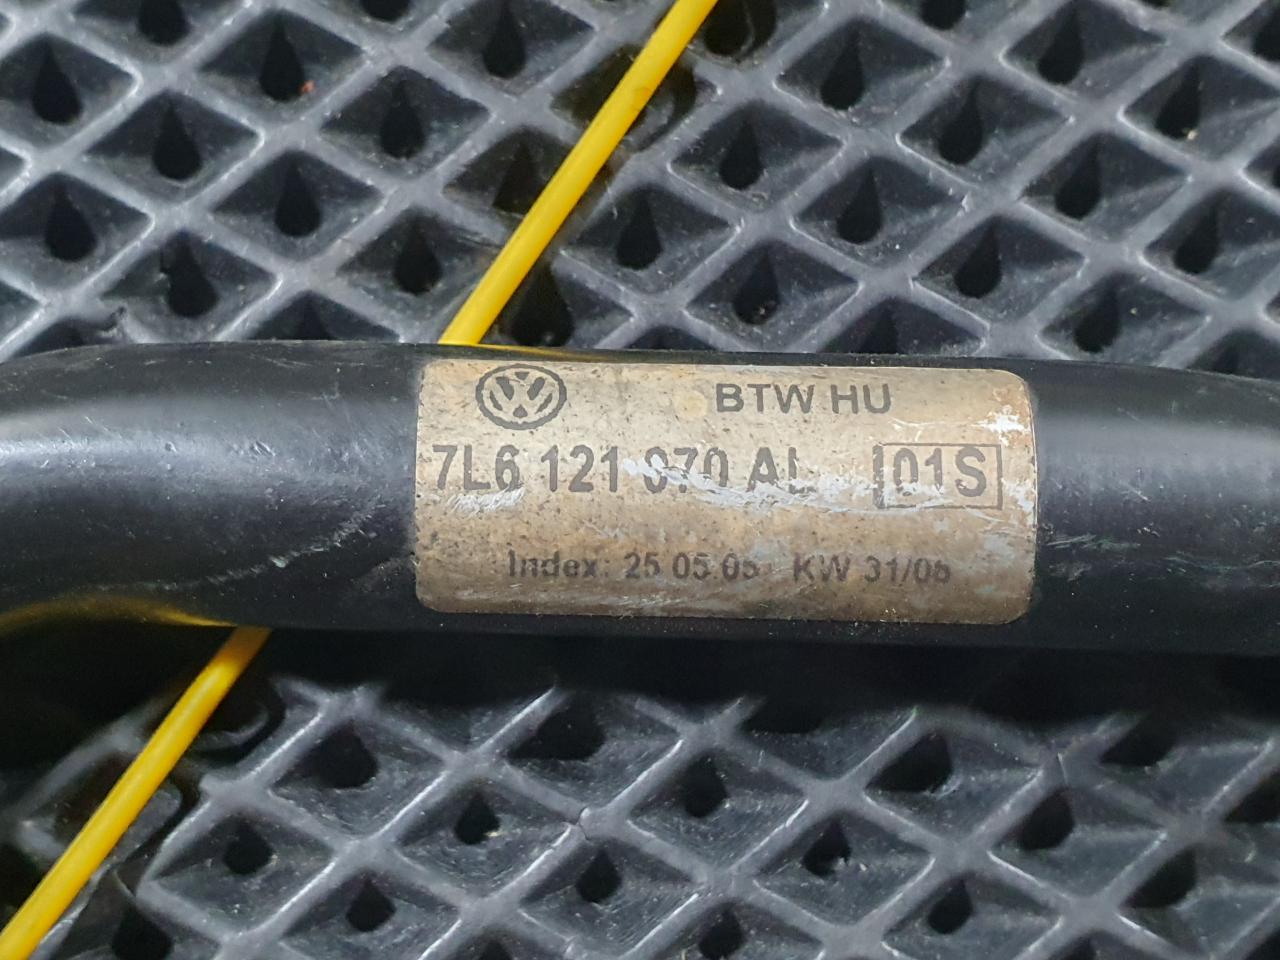 BTW HU
7L6 121 070 AL 01S
Index: 25 05 05 KW 31/06